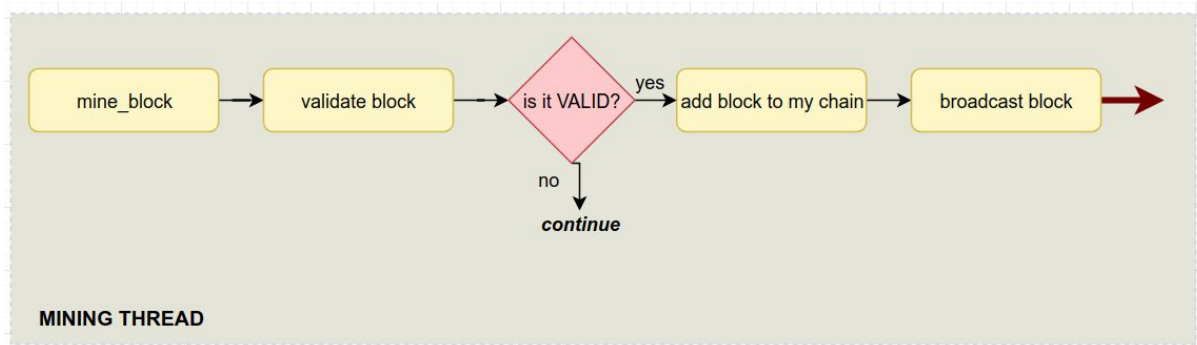 mine_block
validate block
is it VALID?
yes
add block to my chain
broadcast block
no
continue
MINING THREAD